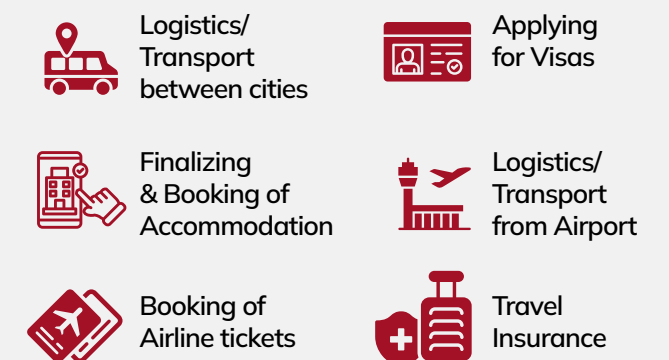 Logistics/
Transport
between cities
Applying
for Visas
Finalizing
& Booking of
Accommodation
Logistics/
Transport
from Airport
Booking of
Airline tickets
Travel
Insurance